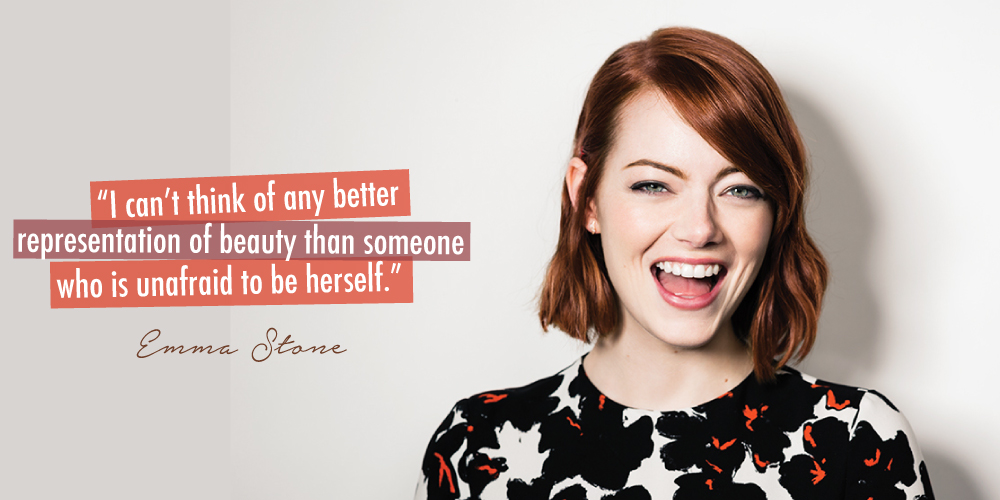 “I can’t think of any better
representation of beauty than someone
who is unafraid to be herself.”
Emma Stone